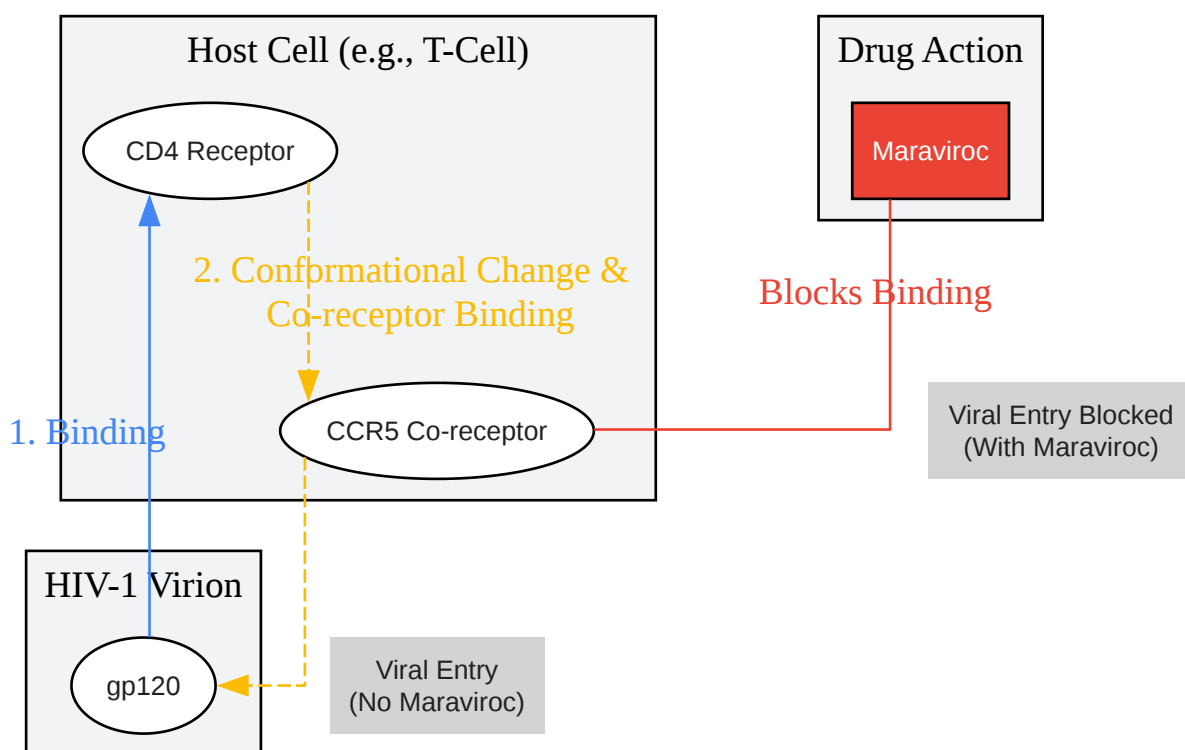 Host Cell (e.g., T-Cell)
Drug Action
CD4 Receptor
Maraviroc
2. Conformational Change &
Co-receptor Binding
Blocks Binding
1. Binding
CCR5 Co-receptor
Viral Entry Blocked
(With Maraviroc)
HIV-1 Virion
gp120
Viral Entry
(No Maraviroc)